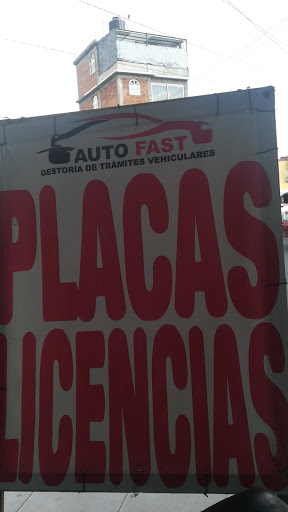 AUTO FAST
GESTORÍA DE TRÁMITES VEHICULARES
PLACAS
LICENCIAS